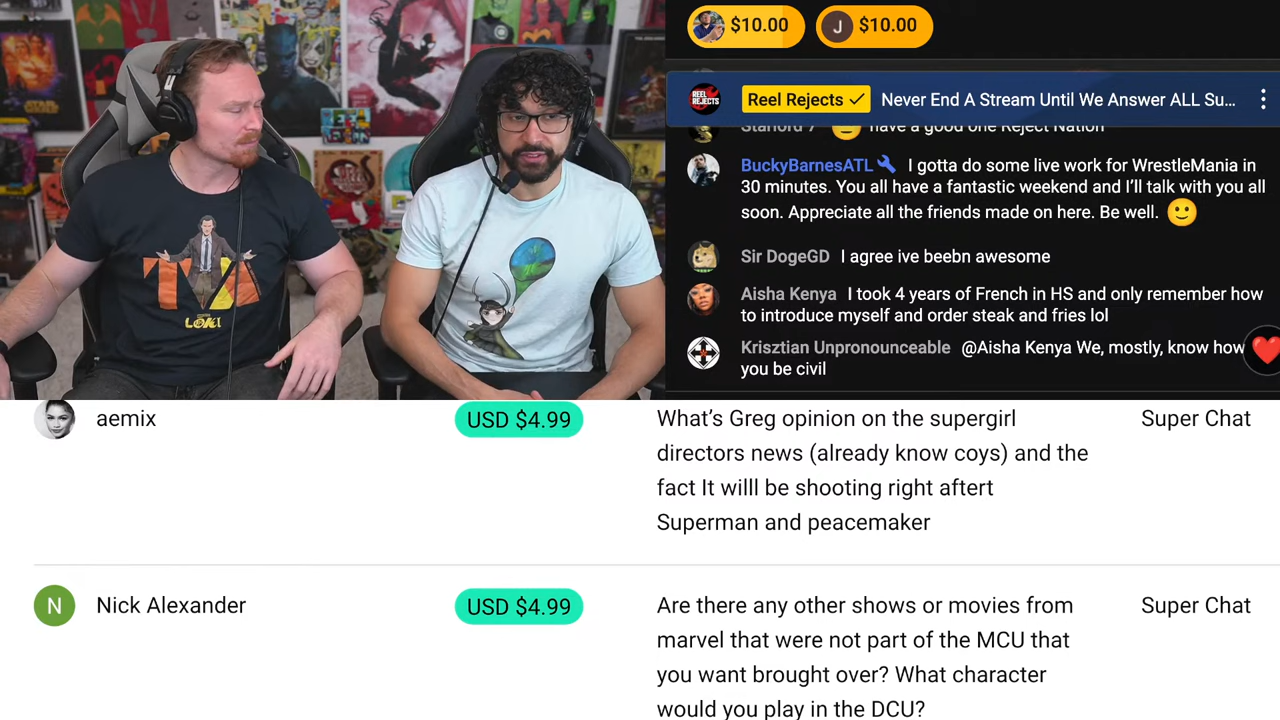 $10.00
J
$10.00
REEL REJECTS
Reel Rejects
Never End A Stream Until We Answer ALL Su...
Stanford 7 have a good one Reject Nation
BuckyBarnesATL I gotta do some live work for WrestleMania in
30 minutes. You all have a fantastic weekend and I'll talk with you all
soon. Appreciate all the friends made on here. Be well.
Sir DogeGD I agree ive beebn awesome
Aisha Kenya I took 4 years of French in HS and only remember how
to introduce myself and order steak and fries lol
Krisztian Unpronounceable @Aisha Kenya We, mostly, know how
you be civil
LOKI
aemix
USD $4.99
What's Greg opinion on the supergirl
directors news (already know coys) and the
fact It willl be shooting right aftert
Superman and peacemaker
Super Chat
N
Nick Alexander
USD $4.99
Are there any other shows or movies from
marvel that were not part of the MCU that
you want brought over? What character
would you play in the DCU?
Super Chat